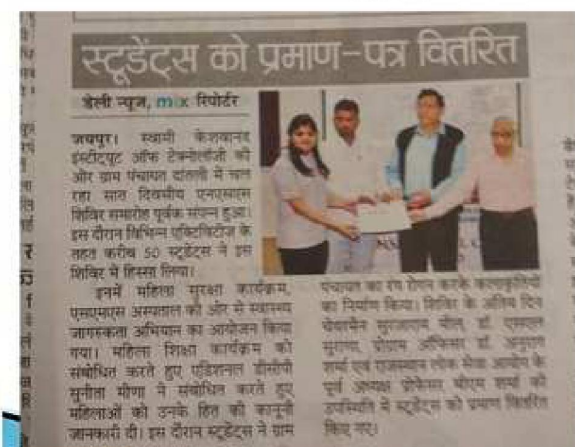 स्टूडेंट्स को प्रमाण-पत्र वितरित
डेली न्यूज, max रिपोर्टर
जयपुर। स्वामी केशवानंद
इंस्टीट्यूट ऑफ टेक्नोलॉजी की
ओर ग्राम पंचायत दांतली में चल
रहा सात दिवसीय एनएसएस
शिविर समारोह पूर्वक संपन्न हुआ।
इस दौरान विभिन्न एक्टिविटीज के
तहत करीब 50 स्टूडेंट्स ने इस
शिविर में हिस्सा लिया।
इनमें महिला सुरक्षा कार्यक्रम,
एसएमएस अस्पताल की ओर से स्वास्थ्य
जागरुकता अभियान का आयोजन किया
गया। महिला शिक्षा कार्यक्रम को
संबोधित करते हुए एडिशनल डीसीपी
सुनीता मीणा ने संबोधित करते हुए
महिलाओं को उनके हित की कानूनी
जानकारी दी। इस दौरान स्टूडेंट्स ने ग्राम
पंचायत का रंग रोगन करके कलाकृतियों
का निर्माण किया। शिविर के अंतिम दिन
चेयरमैन सुरजाराम मील, डॉ. एसएल
सुराणा, प्रोग्राम ऑफिसर डॉ. अनुराग
शर्मा एवं राजस्थान लोक सेवा आयोग के
पूर्व अध्यक्ष प्रोफेसर बीएम शर्मा की
उपस्थिति में स्टूडेंट्स को प्रमाण वितरित
किए गए।